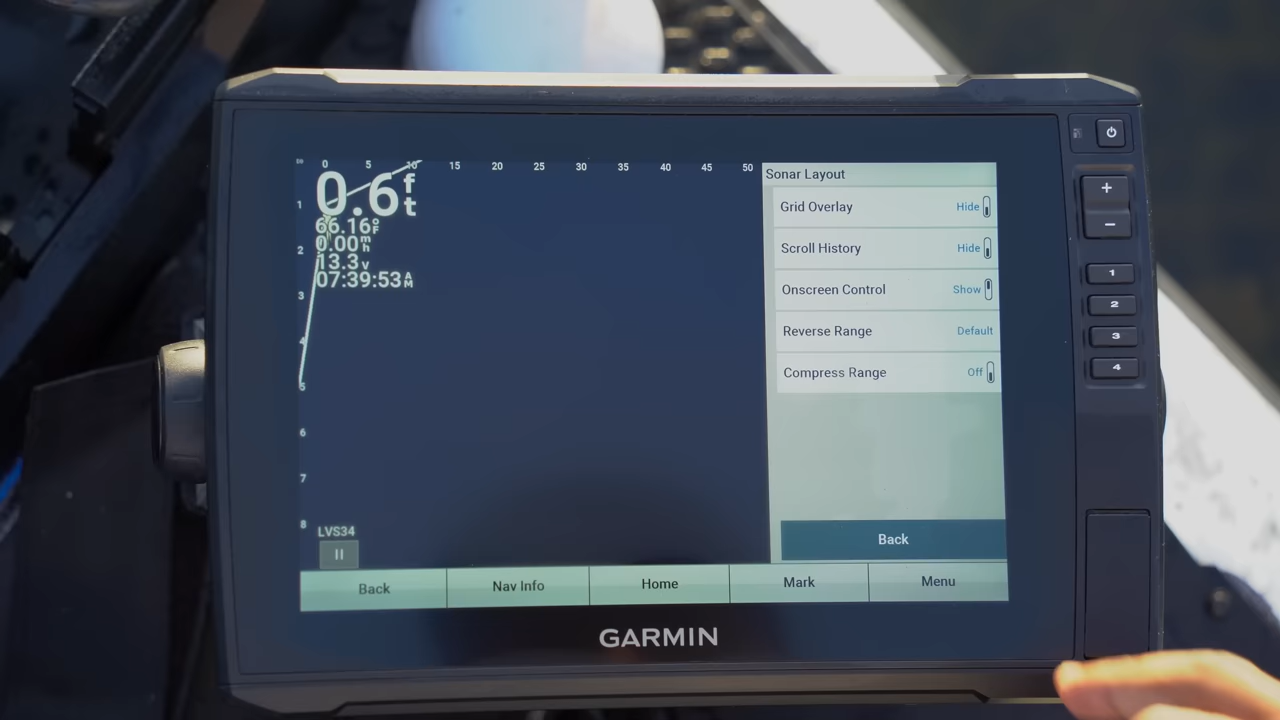 0 5 10 15 20 25 30 35 40 45 50
0.6 ft
66.16°F
0.00 mh
13.3 v
07:39:53 AM
1
2
3
4
5
6
7
8
LVS34
Sonar Layout
Grid Overlay Hide
Scroll History Hide
Onscreen Control Show
Reverse Range Default
Compress Range Off
Back
Back Nav Info Home Mark Menu
GARMIN
+
−
1
2
3
4